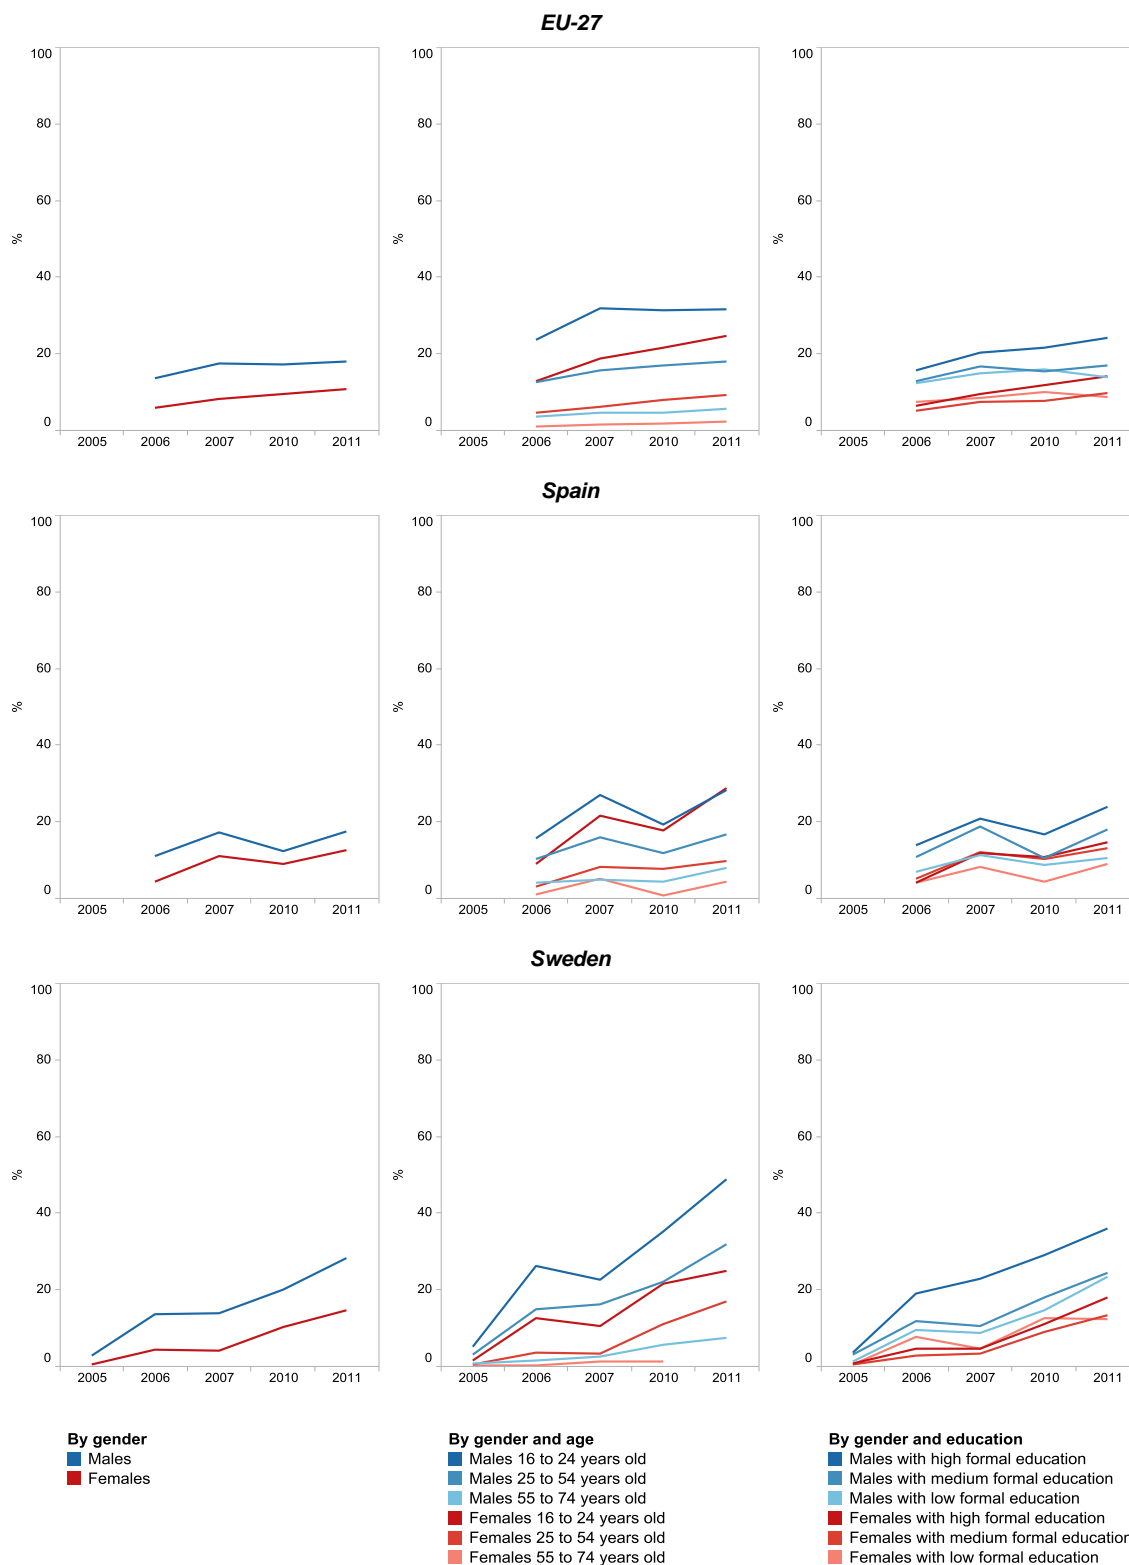 EU-27
100 100 100
80 80 80
60 60 60
% % %
40 40 40
20 20 20
0 0 0
2005 2006 2007 2010 2011 2005 2006 2007 2010 2011 2005 2006 2007 2010 2011
Spain
100 100 100
80 80 80
60 60 60
% % %
40 40 40
20 20 20
0 0 0
2005 2006 2007 2010 2011 2005 2006 2007 2010 2011 2005 2006 2007 2010 2011
Sweden
100 100 100
80 80 80
60 60 60
% % %
40 40 40
20 20 20
0 0 0
2005 2006 2007 2010 2011 2005 2006 2007 2010 2011 2005 2006 2007 2010 2011
By gender
Males
Females
By gender and age
Males 16 to 24 years old
Males 25 to 54 years old
Males 55 to 74 years old
Females 16 to 24 years old
Females 25 to 54 years old
Females 55 to 74 years old
By gender and education
Males with high formal education
Males with medium formal education
Males with low formal education
Females with high formal education
Females with medium formal education
Females with low formal education